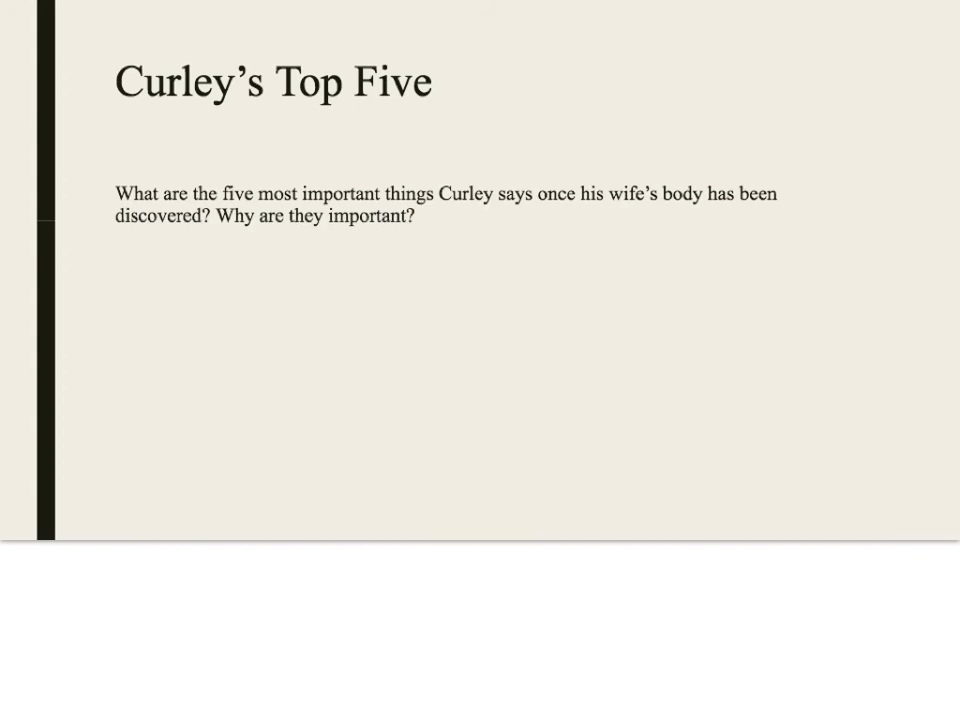 Curley’s Top Five
What are the five most important things Curley says once his wife’s body has been
discovered? Why are they important?